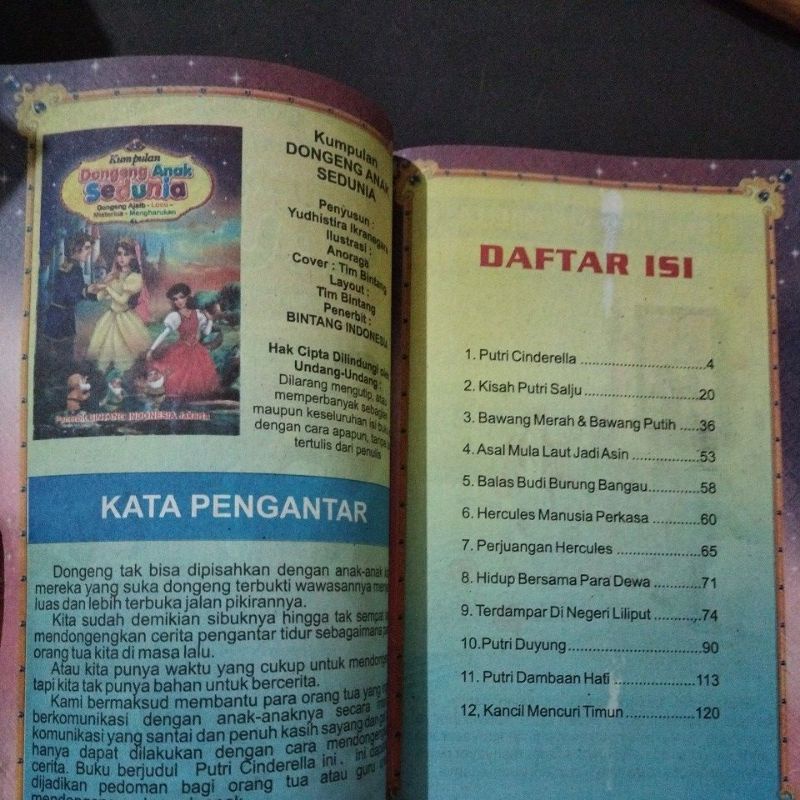 Kumpulan
Dongeng Anak
Sedunia
Dongeng Ajaib - Lucu -
Misterius - Mengharukan
Penerbit BINTANG INDONESIA Jakarta
Kumpulan
DONGENG ANAK
SEDUNIA
Penyusun :
Yudhistira Ikranegara
Ilustrasi :
Anoraga
Cover : Tim Bintang
Layout :
Tim Bintang
Penerbit :
BINTANG INDONESIA
Hak Cipta Dilindungi oleh
Undang-Undang :
Dilarang mengutip, atau
memperbanyak sebagian
maupun keseluruhan isi buku
dengan cara apapun, tanpa
tertulis dari penulis
KATA PENGANTAR
Dongeng tak bisa dipisahkan dengan anak-anak
mereka yang suka dongeng terbukti wawasannya
luas dan lebih terbuka jalan pikirannya.
Kita sudah demikian sibuknya hingga tak sempat
mendongengkan cerita pengantar tidur sebagaimana
orang tua kita di masa lalu.
Atau kita punya waktu yang cukup untuk
tapi kita tak punya bahan untuk bercerita.
Kami bermaksud membantu para orang tua yang
berkomunikasi dengan anak-anaknya secara
komunikasi yang santai dan penuh kasih sayang dan
hanya dapat dilakukan dengan cara
cerita. Buku berjudul Putri Cinderella ini . ini
dijadikan pedoman bagi orang tua atau guru
DAFTAR ISI
1. Putri Cinderella ..............................4
2. Kisah Putri Salju ............................20
3. Bawang Merah & Bawang Putih .....36
4. Asal Mula Laut Jadi Asin ................53
5. Balas Budi Burung Bangau............58
6. Hercules Manusia Perkasa ...........60
7. Perjuangan Hercules ....................65
8. Hidup Bersama Para Dewa ...........71
9. Terdampar Di Negeri Liliput ...........74
10.Putri Duyung .................................90
11. Putri Dambaan Hati ....................113
12, Kancil Mencuri Timun ..................120